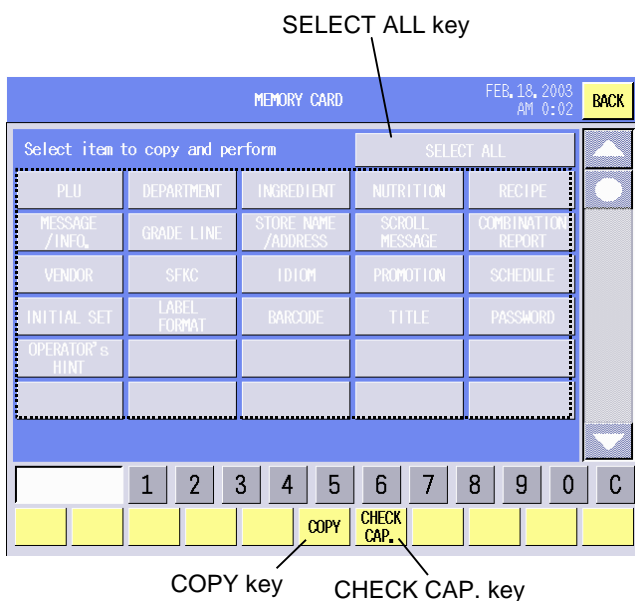 SELECT ALL key
MEMORY CARD
FEB.18.2003
AM 0:02
BACK
Select item to copy and perform
SELECT ALL
PLU
DEPARTMENT
INGREDIENT
NUTRITION
RECIPE
MESSAGE
/INFO.
GRADE LINE
STORE NAME
/ADDRESS
SCROLL
MESSAGE
COMBINATION
REPORT
VENDOR
SFKC
IDIOM
PROMOTION
SCHEDULE
INITIAL SET
LABEL
FORMAT
BARCODE
TITLE
PASSWORD
OPERATOR's
HINT
1 2 3 4 5 6 7 8 9 0 C
COPY
CHECK
CAP.
COPY key
CHECK CAP. key